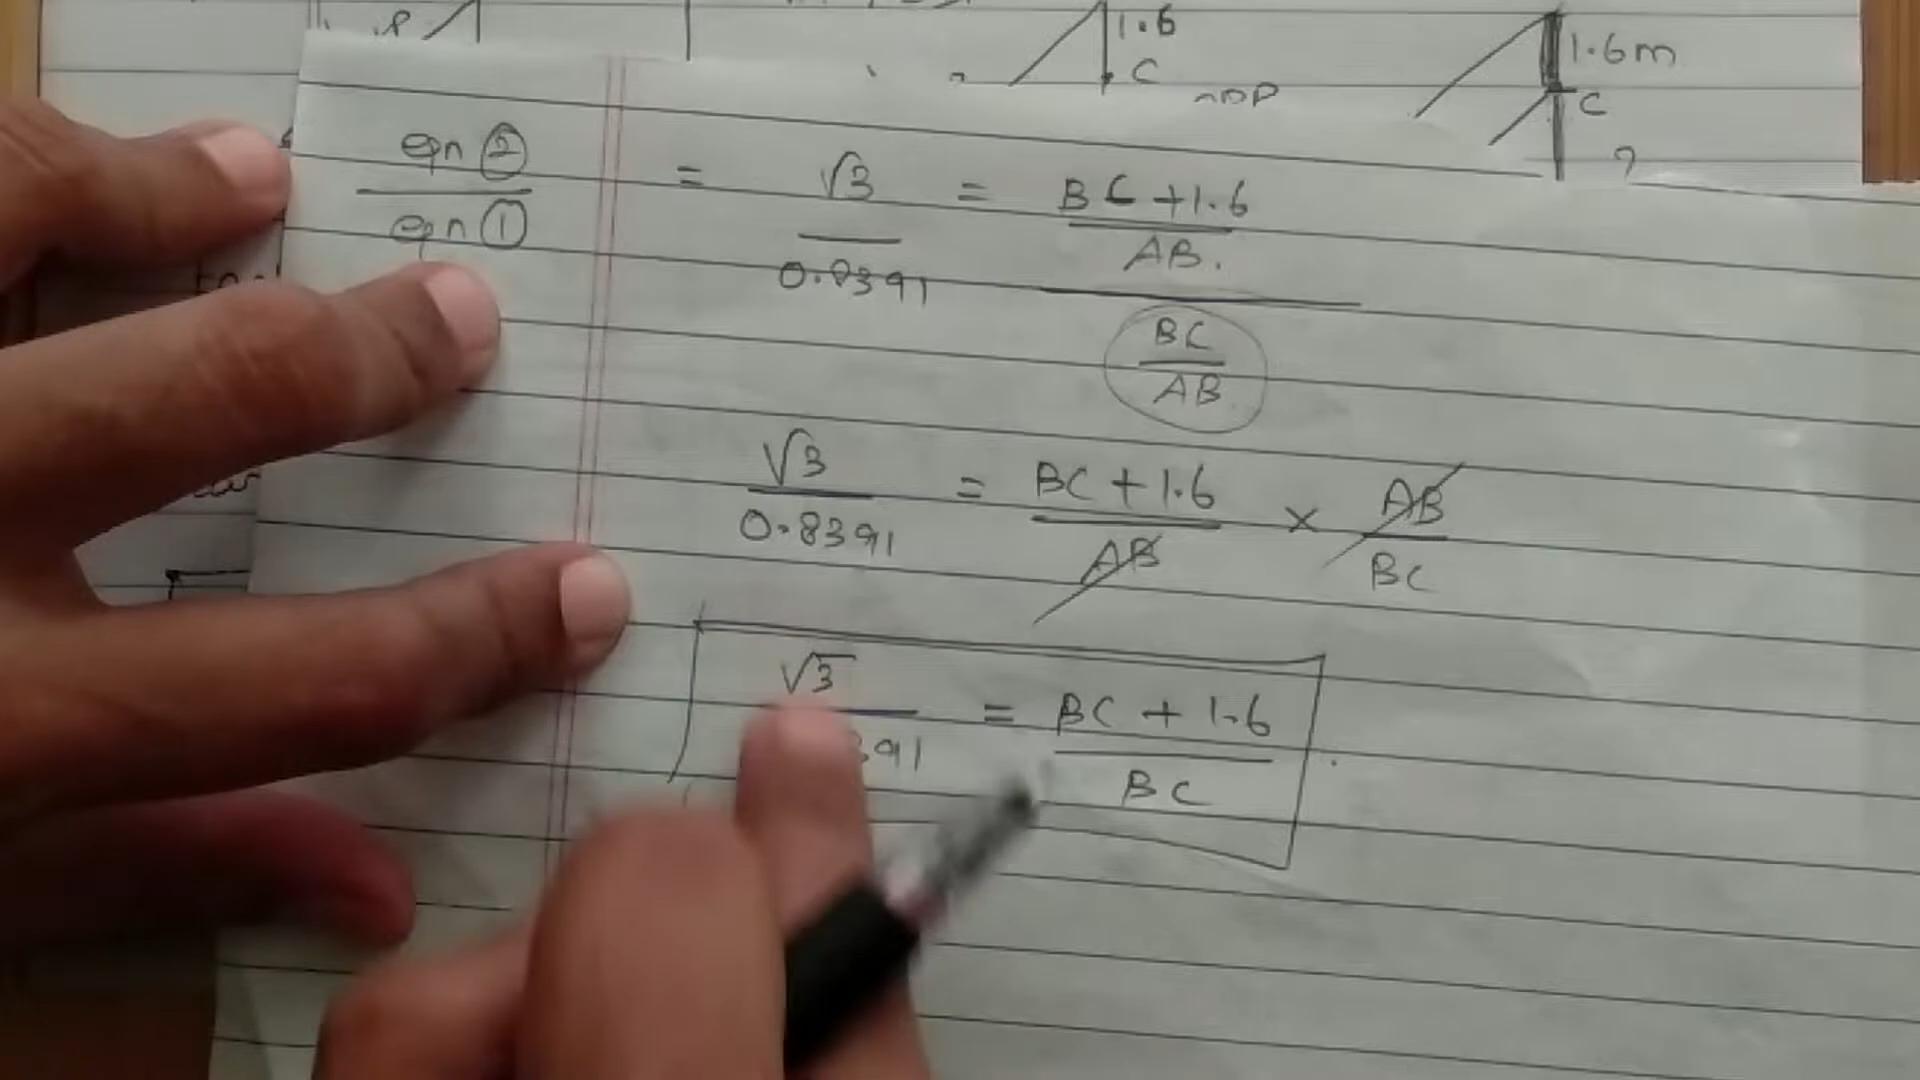 1.6
1.6m
C
C
eqn ②
eqn ①
= √3 / 0.8391 = BC + 1.6 / AB.
BC / AB
√3 / 0.8391 = BC + 1.6 / AB × AB / BC
√3 / 391 = BC + 1.6 / BC